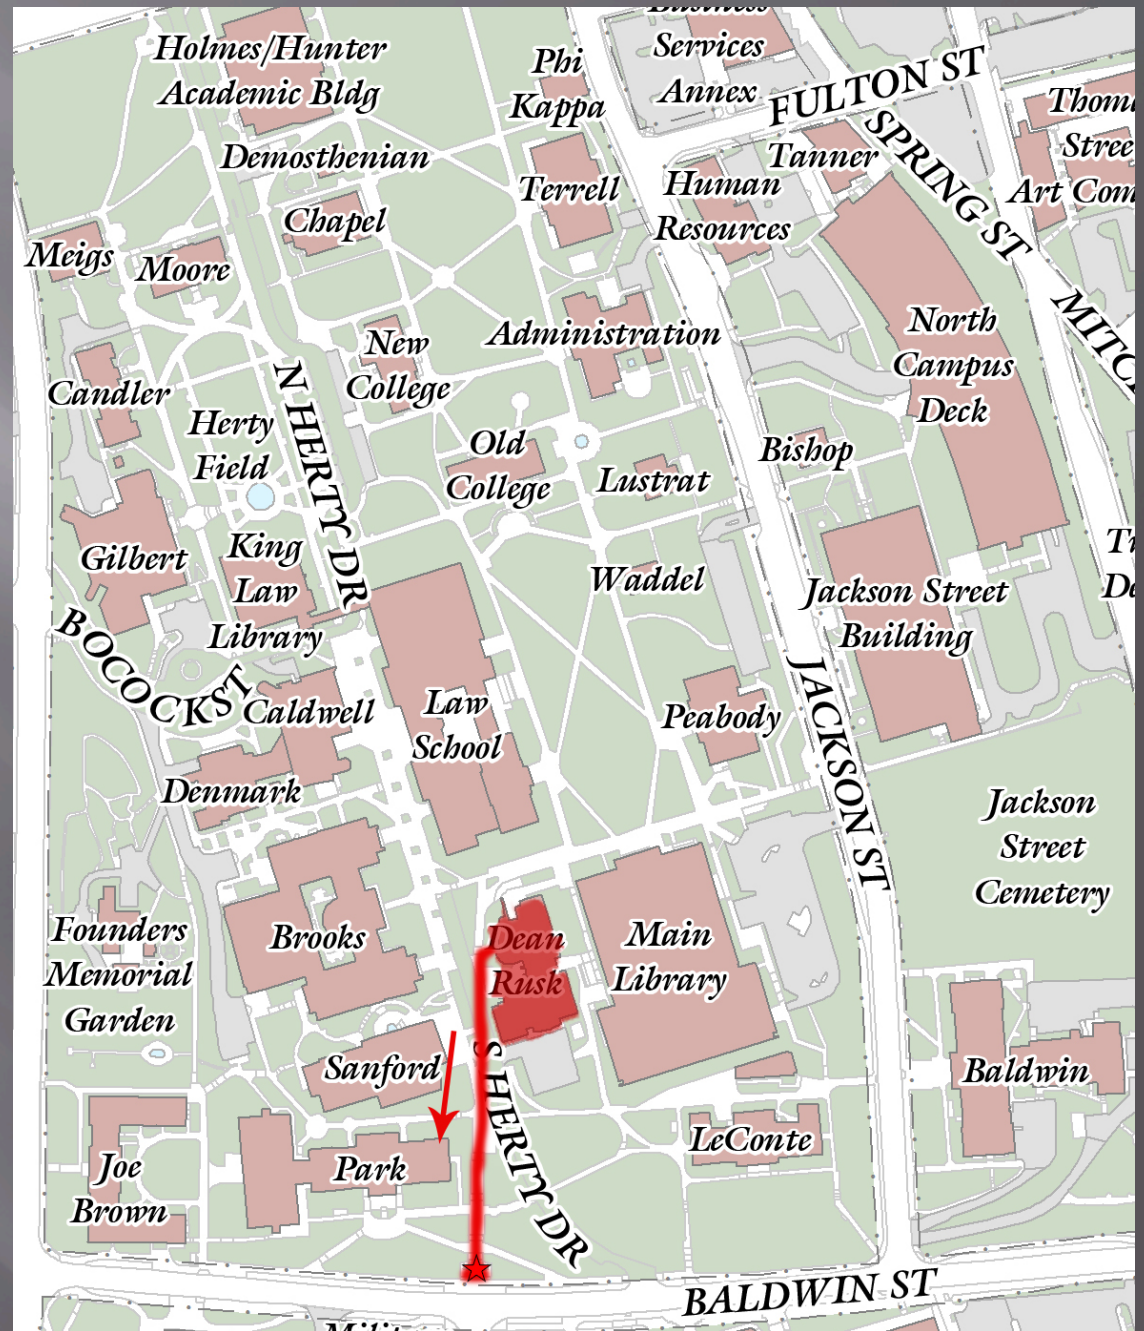 Business
Services
Annex
Holmes/Hunter
Academic Bldg
Phi
Kappa
FULTON ST
SPRING ST
Tanner
Demosthenian
Terrell
Human
Resources
Chapel
Meigs
Moore
Administration
New
College
North
Campus
Deck
Candler
N HERTY DR
Herty
Field
Old
College
Lustrat
Bishop
Gilbert
King
Law
Library
Waddel
Jackson Street
Building
BOCOCK ST
Caldwell
Law
School
Peabody
JACKSON ST
Denmark
Jackson
Street
Cemetery
Founders
Memorial
Garden
Brooks
Dean
Rusk
Main
Library
Sanford
S HERTY DR
Baldwin
LeConte
Joe
Brown
Park
BALDWIN ST